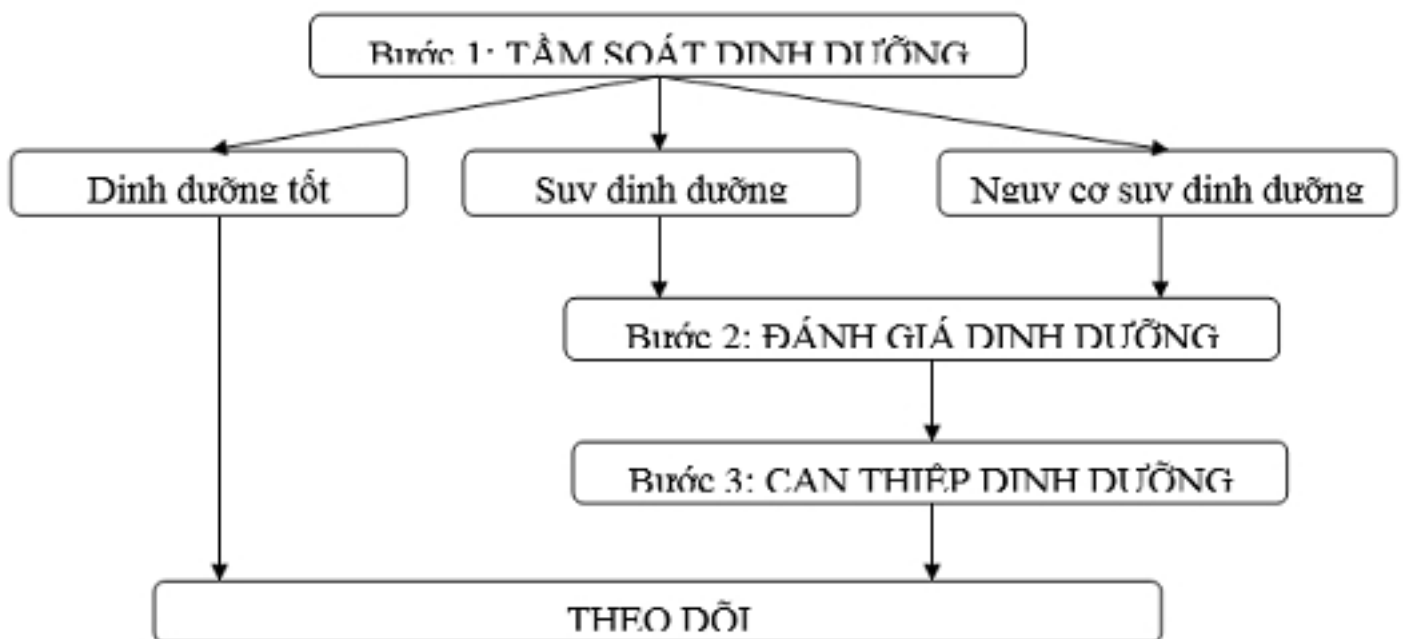 Bước 1: TẦM SOÁT DINH DƯỠNG
Dinh dưỡng tốt
Suy dinh dưỡng
Nguy cơ suy dinh dưỡng
Bước 2: ĐÁNH GIÁ DINH DƯỠNG
Bước 3: CAN THIỆP DINH DƯỠNG
THEO DÕI